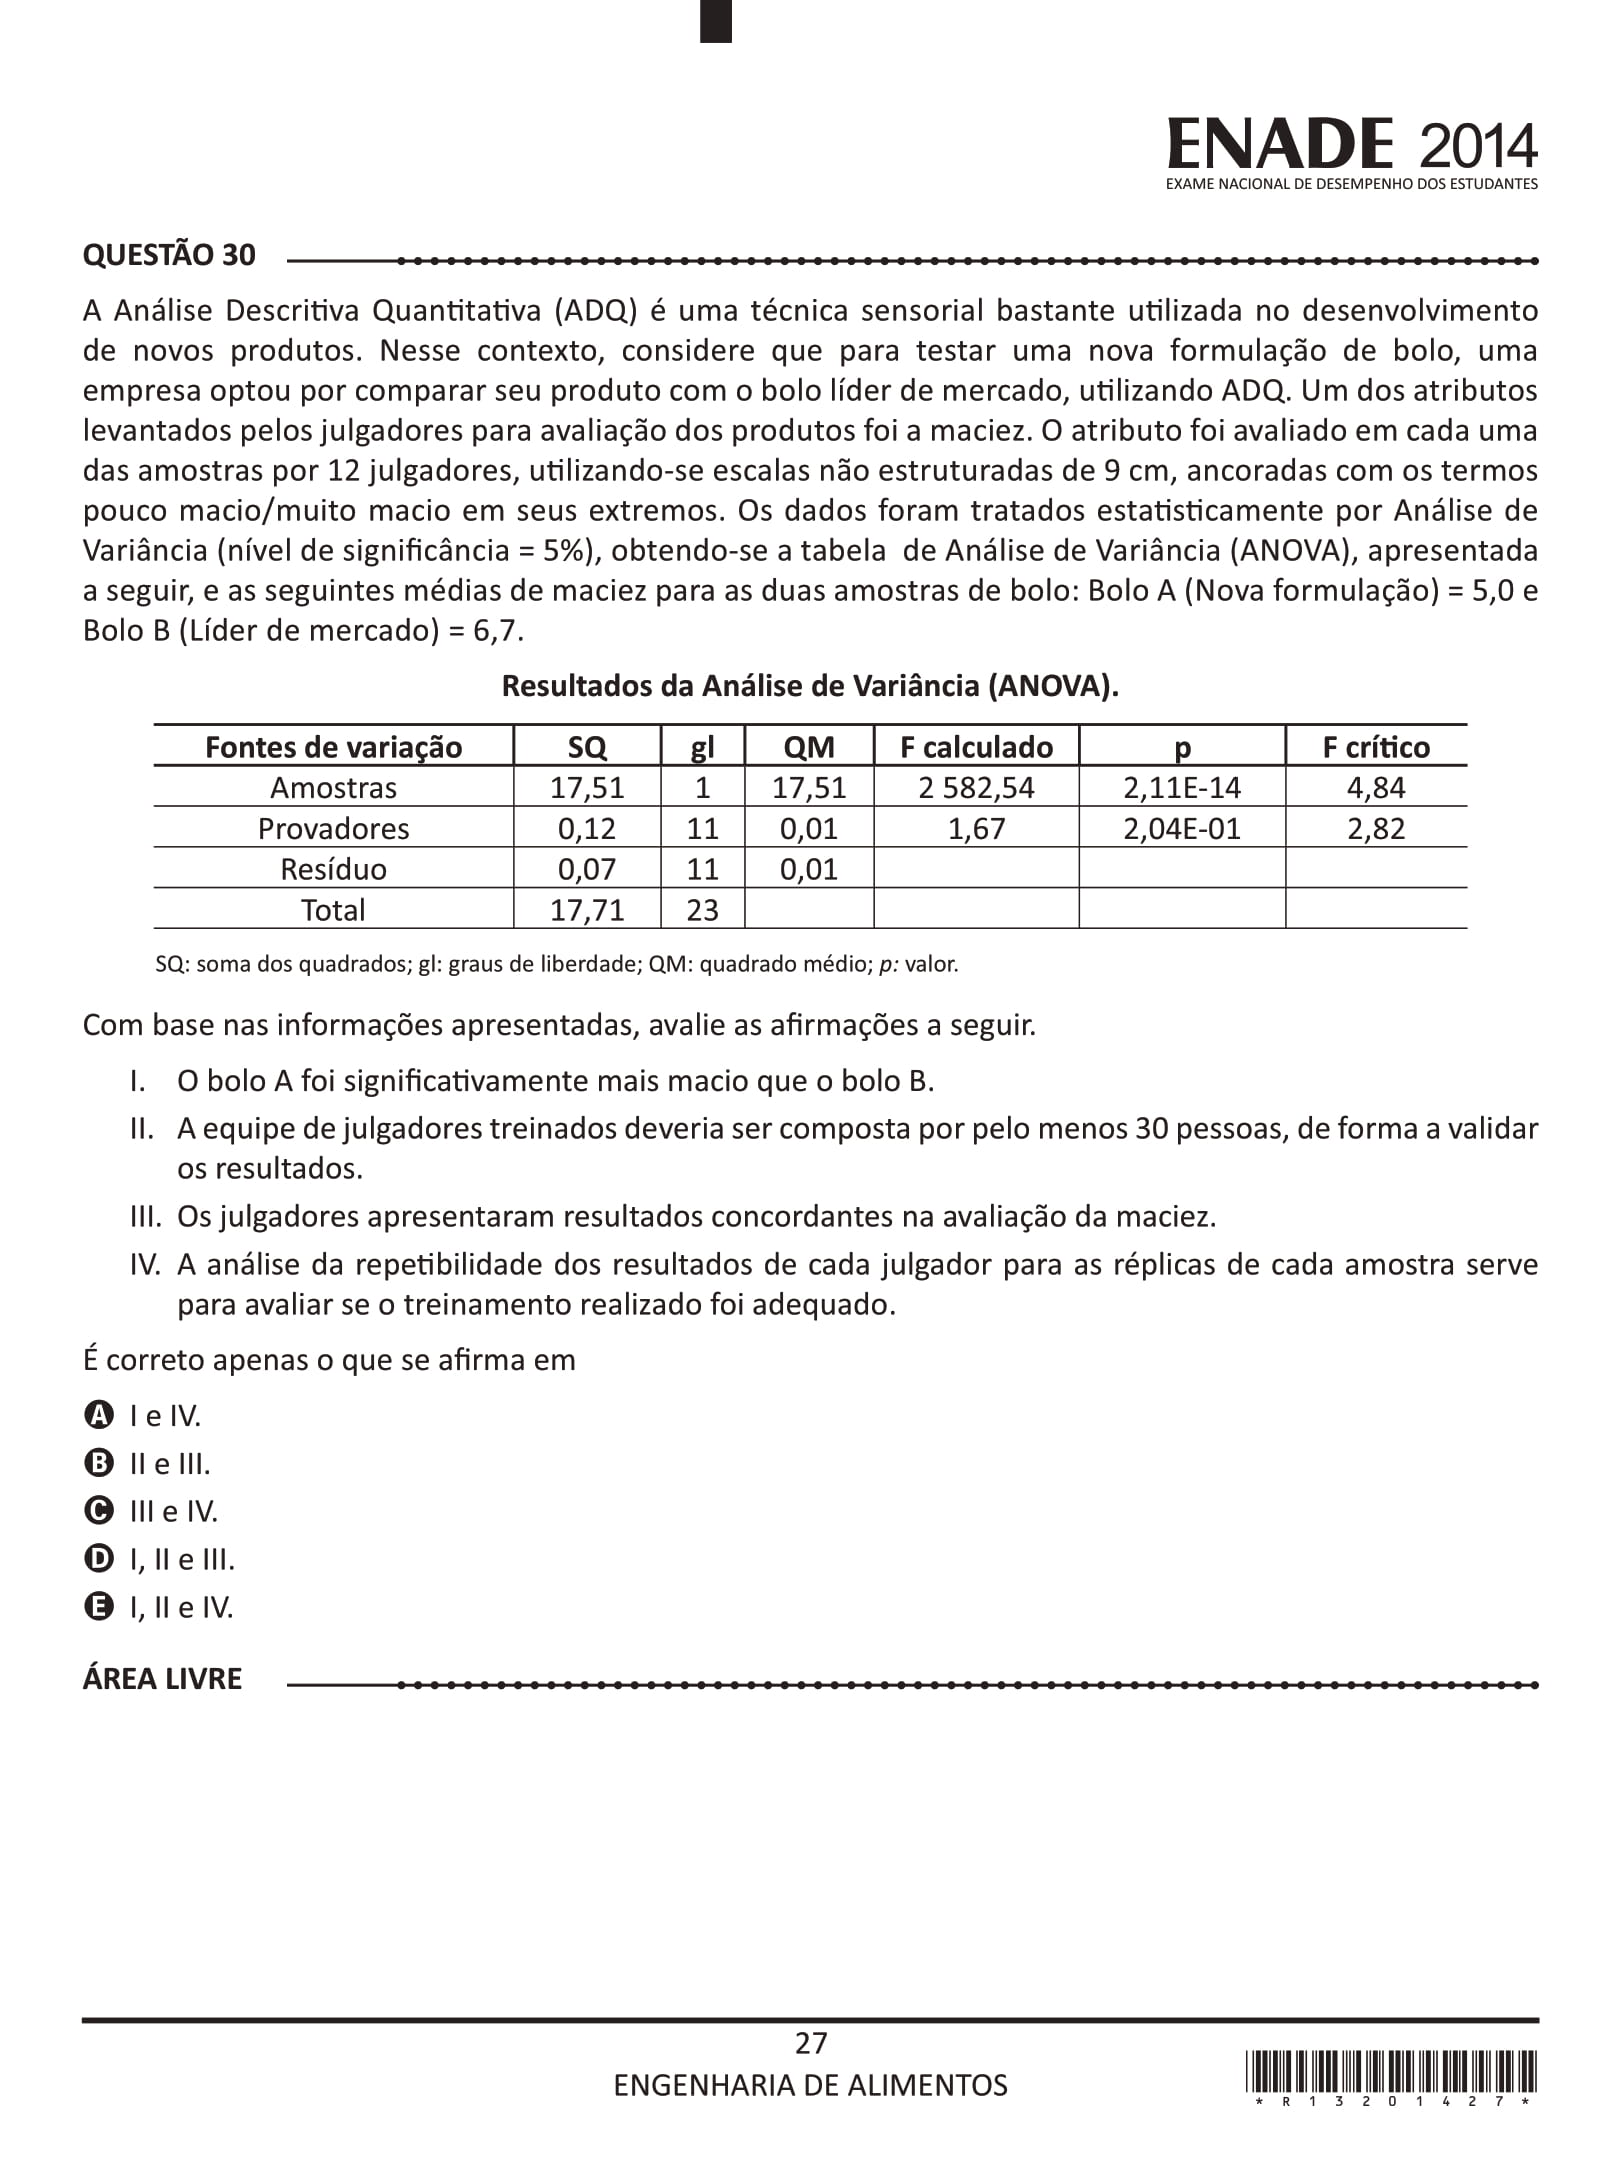 ENADE 2014
EXAME NACIONAL DE DESEMPENHO DOS ESTUDANTES
QUESTÃO 30
A Análise Descritiva Quantitativa (ADQ) é uma técnica sensorial bastante utilizada no desenvolvimento
de novos produtos. Nesse contexto, considere que para testar uma nova formulação de bolo, uma
empresa optou por comparar seu produto com o bolo líder de mercado, utilizando ADQ. Um dos atributos
levantados pelos julgadores para avaliação dos produtos foi a maciez. O atributo foi avaliado em cada uma
das amostras por 12 julgadores, utilizando-se escalas não estruturadas de 9 cm, ancoradas com os termos
pouco macio/muito macio em seus extremos. Os dados foram tratados estatisticamente por Análise de
Variância (nível de significância = 5%), obtendo-se a tabela de Análise de Variância (ANOVA), apresentada
a seguir, e as seguintes médias de maciez para as duas amostras de bolo: Bolo A (Nova formulação) = 5,0 e
Bolo B (Líder de mercado) = 6,7.
Resultados da Análise de Variância (ANOVA).
Fontes de variação SQ gl QM F calculado p F crítico
Amostras 17,51 1 17,51 2 582,54 2,11E-14 4,84
Provadores 0,12 11 0,01 1,67 2,04E-01 2,82
Resíduo 0,07 11 0,01
Total 17,71 23
SQ: soma dos quadrados; gl: graus de liberdade; QM: quadrado médio; p: valor.
Com base nas informações apresentadas, avalie as afirmações a seguir.
I. O bolo A foi significativamente mais macio que o bolo B.
II. A equipe de julgadores treinados deveria ser composta por pelo menos 30 pessoas, de forma a validar
os resultados.
III. Os julgadores apresentaram resultados concordantes na avaliação da maciez.
IV. A análise da repetibilidade dos resultados de cada julgador para as réplicas de cada amostra serve
para avaliar se o treinamento realizado foi adequado.
É correto apenas o que se afirma em
A I e IV.
B II e III.
C III e IV.
D I, II e III.
E I, II e IV.
ÁREA LIVRE
27
ENGENHARIA DE ALIMENTOS
*R13201427*